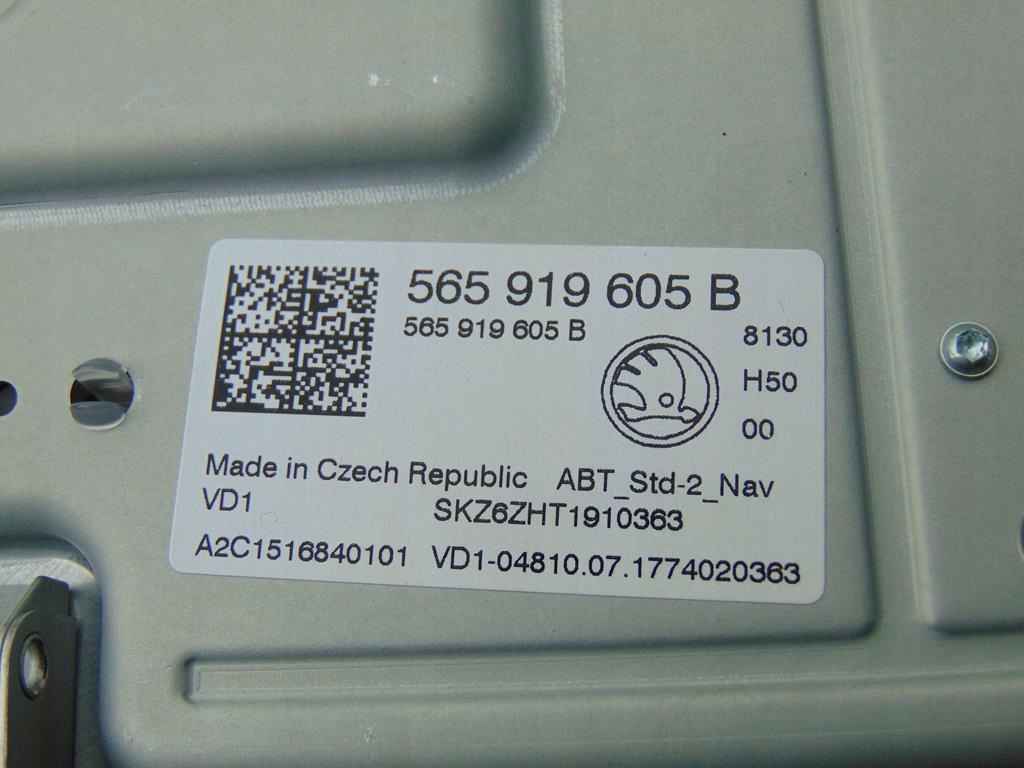 565 919 605 B
565 919 605 B
8130
H50
00
Made in Czech Republic ABT_Std-2_Nav
VD1 SKZ6ZHT1910363
A2C1516840101 VD1-04810.07.1774020363